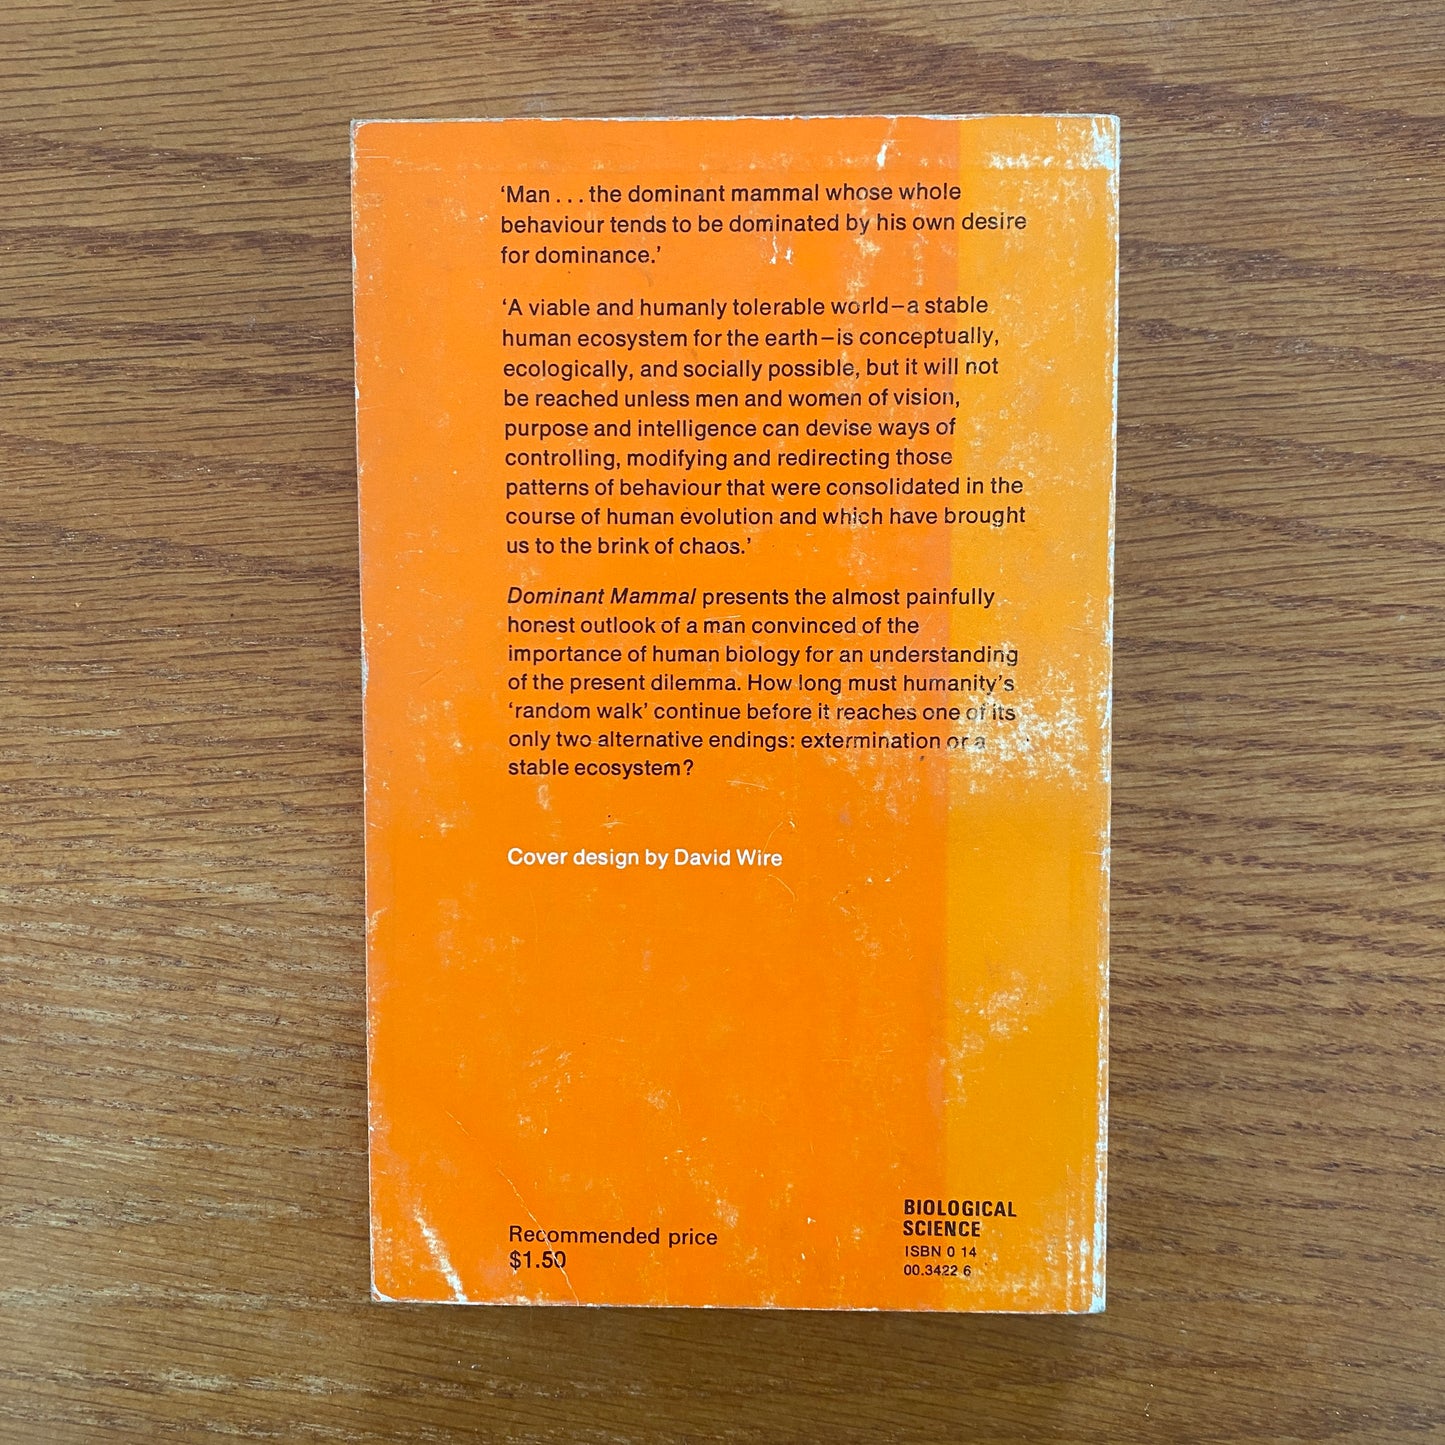 ‘Man . . . the dominant mammal whose whole
behaviour tends to be dominated by his own desire
for dominance.’
‘A viable and humanly tolerable world–a stable
human ecosystem for the earth–is conceptually,
ecologically, and socially possible, but it will not
be reached unless men and women of vision,
purpose and intelligence can devise ways of
controlling, modifying and redirecting those
patterns of behaviour that were consolidated in the
course of human evolution and which have brought
us to the brink of chaos.’
Dominant Mammal presents the almost painfully
honest outlook of a man convinced of the
importance of human biology for an understanding
of the present dilemma. How long must humanity’s
‘random walk’ continue before it reaches one of its
only two alternative endings: extermination or a
stable ecosystem?
Cover design by David Wire
Recommended price
$1.50
BIOLOGICAL
SCIENCE
ISBN 0 14
00.3422 6